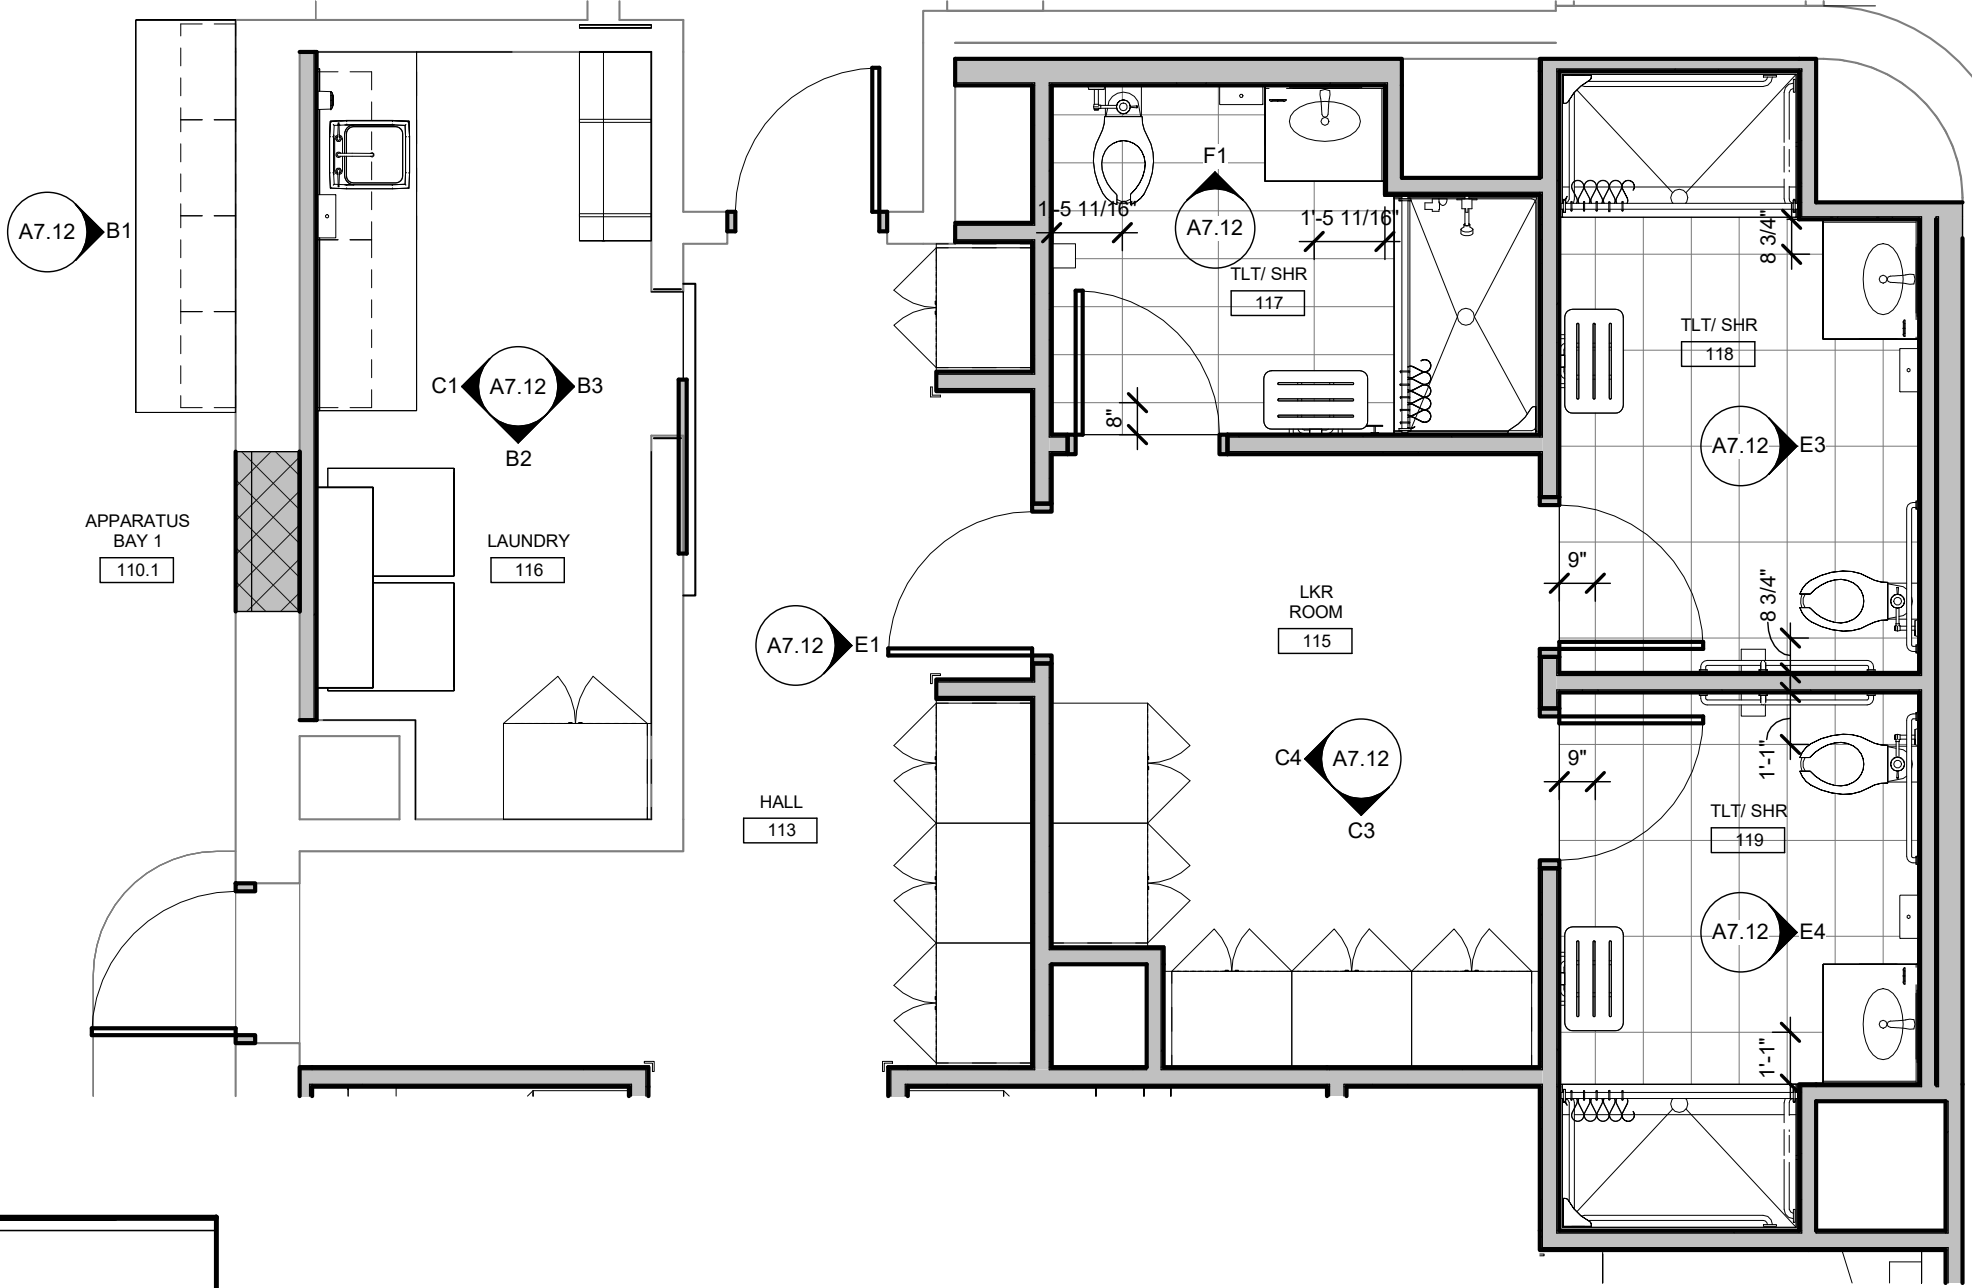 F1
A7.12
1'-5 11/16"
1'-5 11/16"
TLT/ SHR
117
8"
A7.12 B1
8 3/4"
TLT/ SHR
118
C1 A7.12 B3
B2
A7.12 E3
APPARATUS
BAY 1
110.1
LAUNDRY
116
9"
8 3/4"
LKR
ROOM
115
A7.12 E1
C4 A7.12
C3
9"
1'-1"
HALL
113
TLT/ SHR
119
A7.12 E4
1'-1"